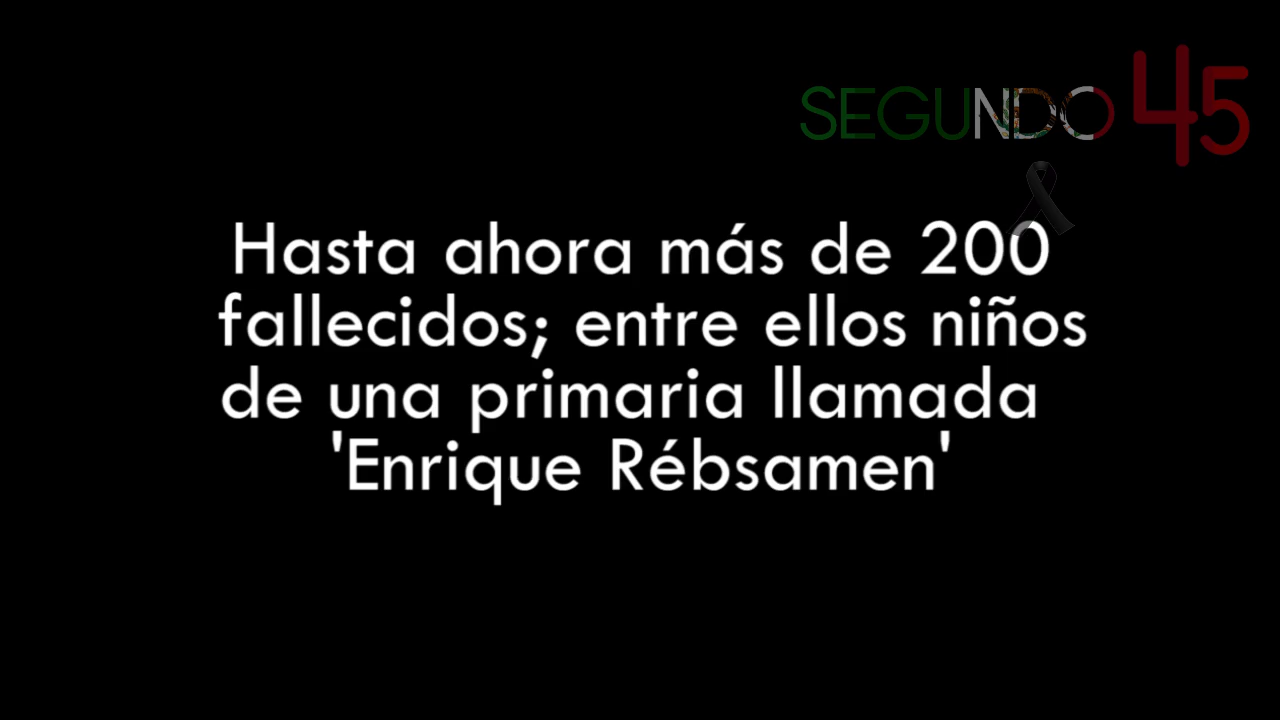 SEGUNDO 45
Hasta ahora más de 200
fallecidos; entre ellos niños
de una primaria llamada
'Enrique Rébsamen'